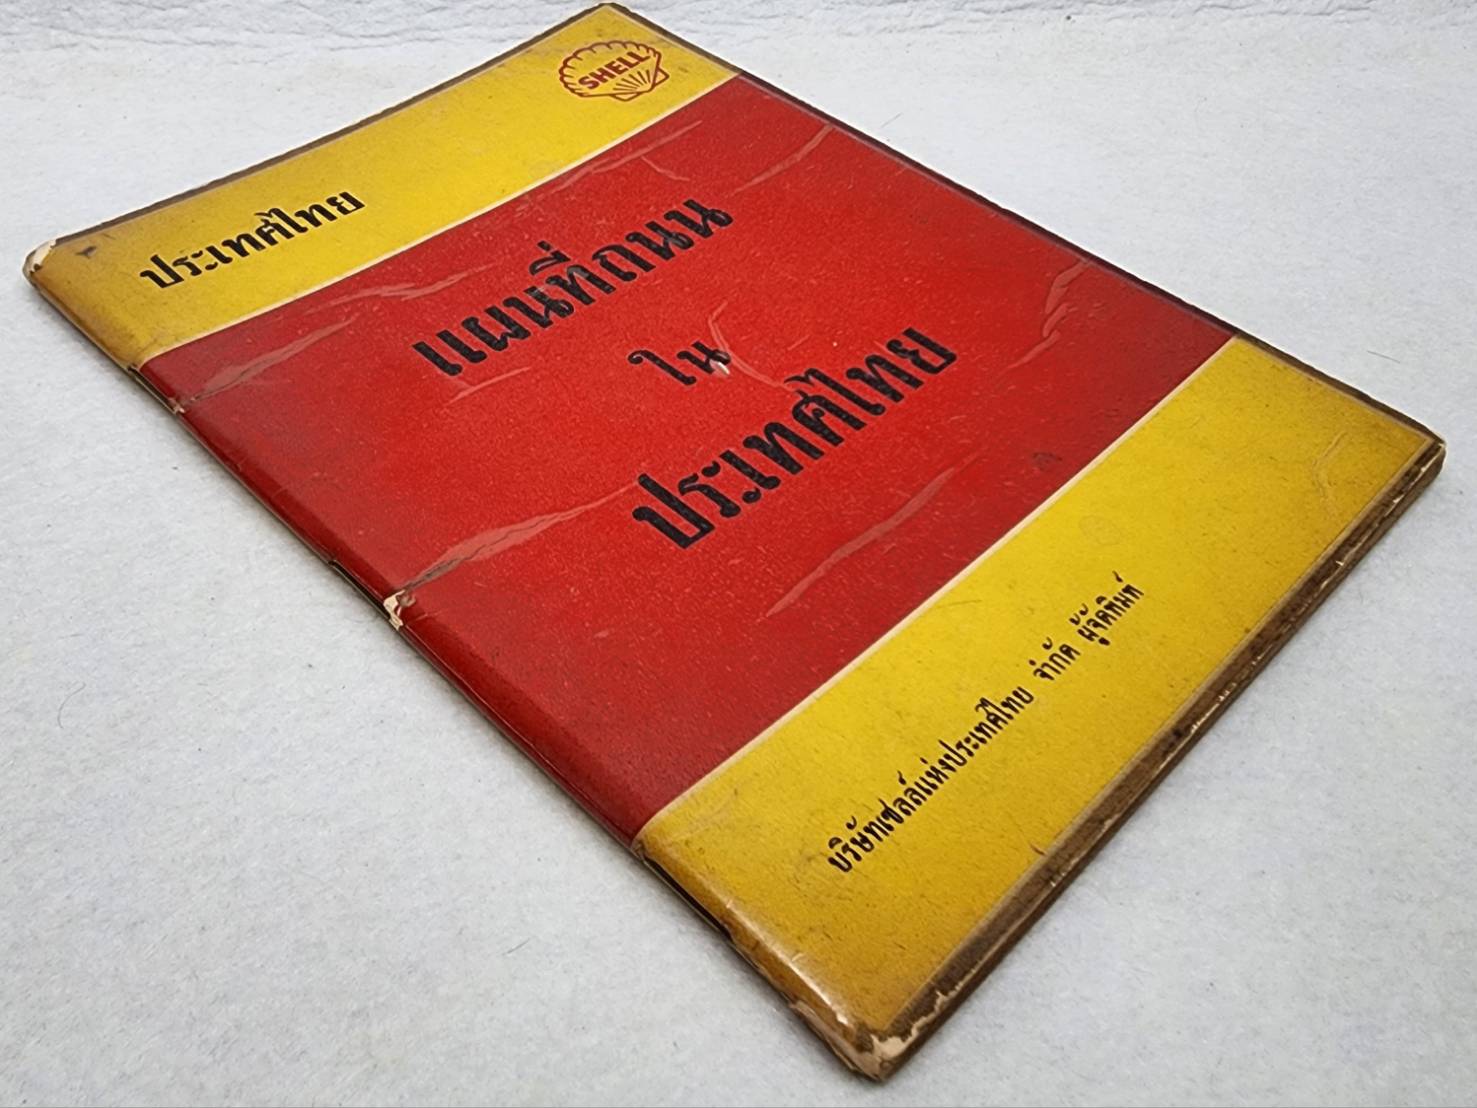 SHELL
ประเทศไทย
แผนที่ถนน
ใน
ประเทศไทย
บริษัทเชลล์แห่งประเทศไทย จำกัด ผู้จัดพิมพ์